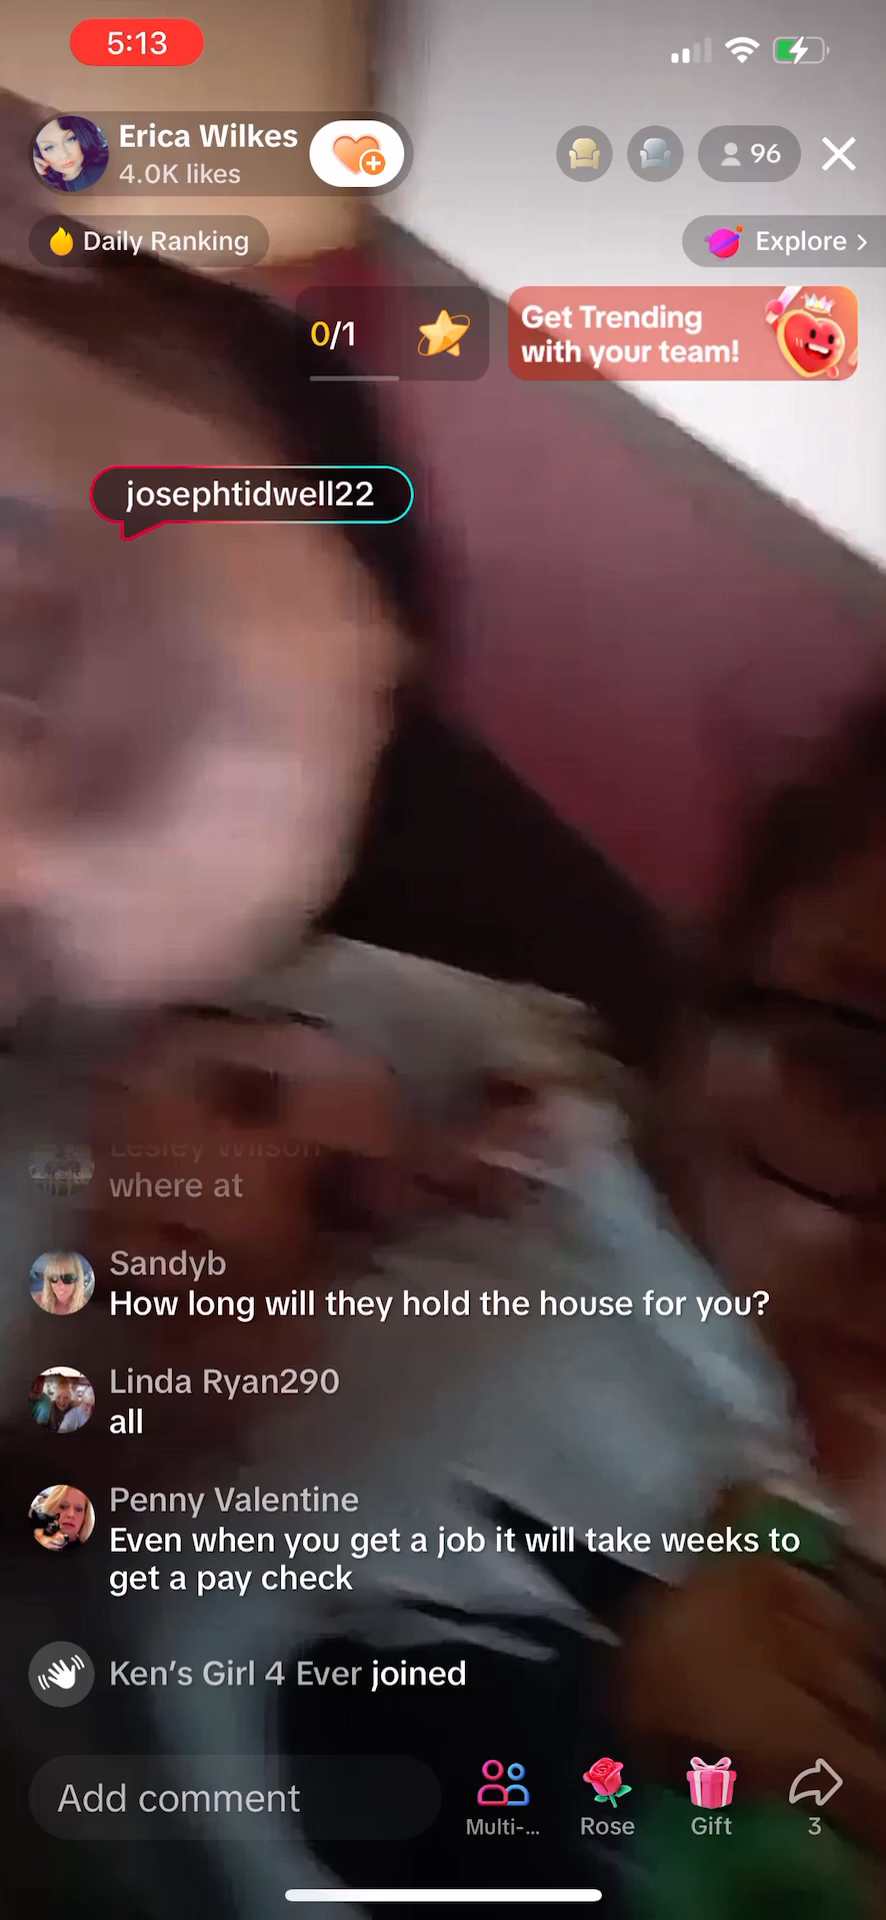 5:13
Erica Wilkes
4.0K likes
96
Daily Ranking
Explore >
0/1
Get Trending
with your team!
josephtidwell22
Lesley Wilson
where at
Sandyb
How long will they hold the house for you?
Linda Ryan290
all
Penny Valentine
Even when you get a job it will take weeks to
get a pay check
Ken's Girl 4 Ever joined
Add comment
Multi-...
Rose
Gift
3